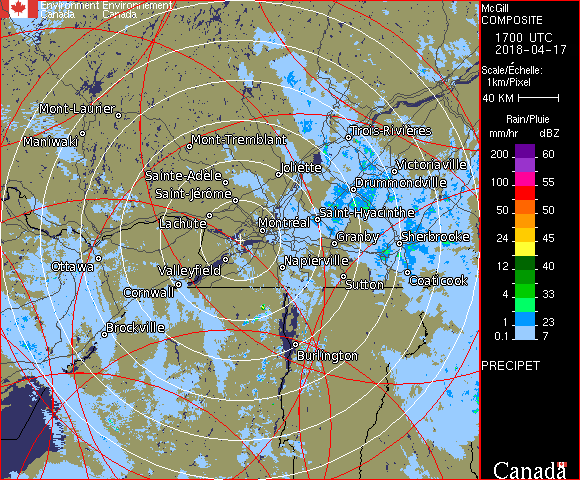 Environment Environnement
Canada Canada
McGill
COMPOSITE
1700 UTC
2018-04-17
Scale/Échelle:
1km/Pixel
40 KM
Rain/Pluie
mm/hr dBZ
200 60
100 55
50 50
24 45
12 40
4 33
1 23
0.1 7
PRECIPET
Canada
Mont-Laurier
Maniwaki
Mont-Tremblant
Trois-Rivières
Sainte-Adèle
Joliette
Victoriaville
Saint-Jérôme
Drummondville
Lachute
Montréal
Saint-Hyacinthe
Granby
Sherbrooke
Ottawa
Valleyfield
Napierville
Cornwall
Sutton
Coaticook
Brockville
Burlington